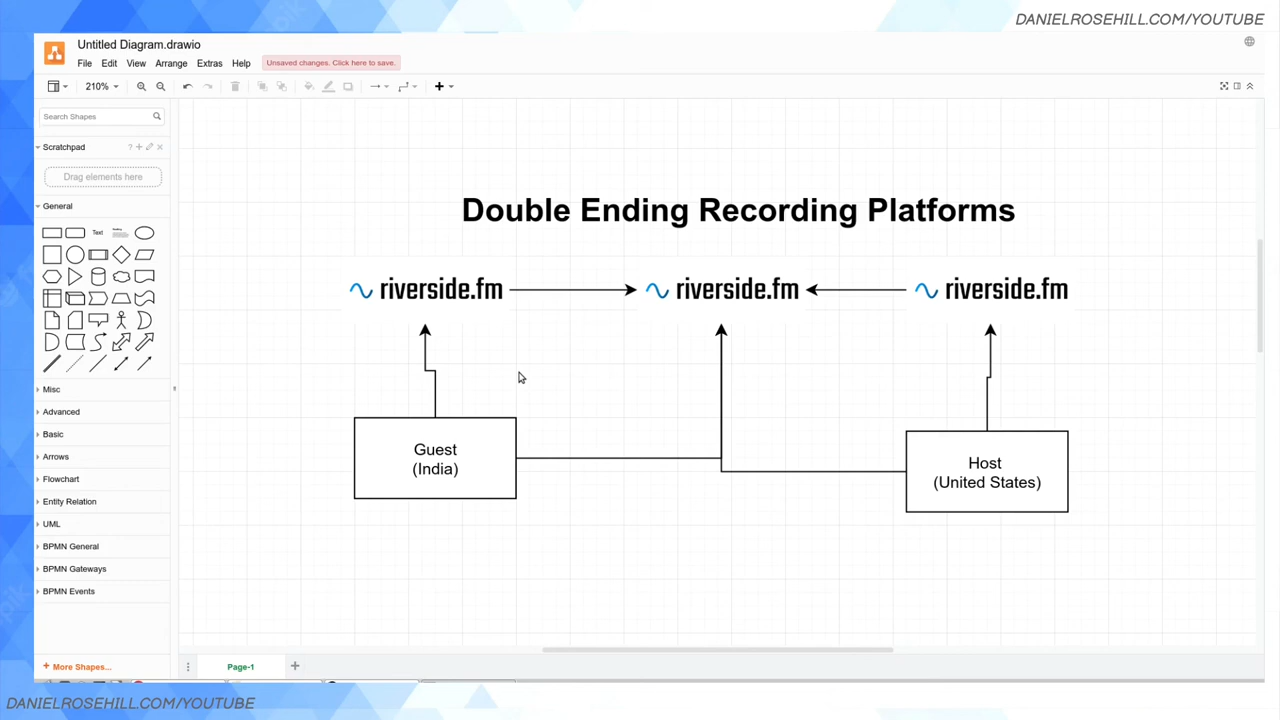 DANIELROSEHILL.COM/YOUTUBE
Untitled Diagram.drawio
File Edit View Arrange Extras Help Unsaved changes. Click here to save.
210%
Search Shapes
Scratchpad
?
Drag elements here
General
Text
Misc
Advanced
Basic
Arrows
Flowchart
Entity Relation
UML
BPMN General
BPMN Gateways
BPMN Events
+ More Shapes...
Double Ending Recording Platforms
riverside.fm riverside.fm riverside.fm
Guest
(India)
Host
(United States)
Page-1
DANIELROSEHILL.COM/YOUTUBE